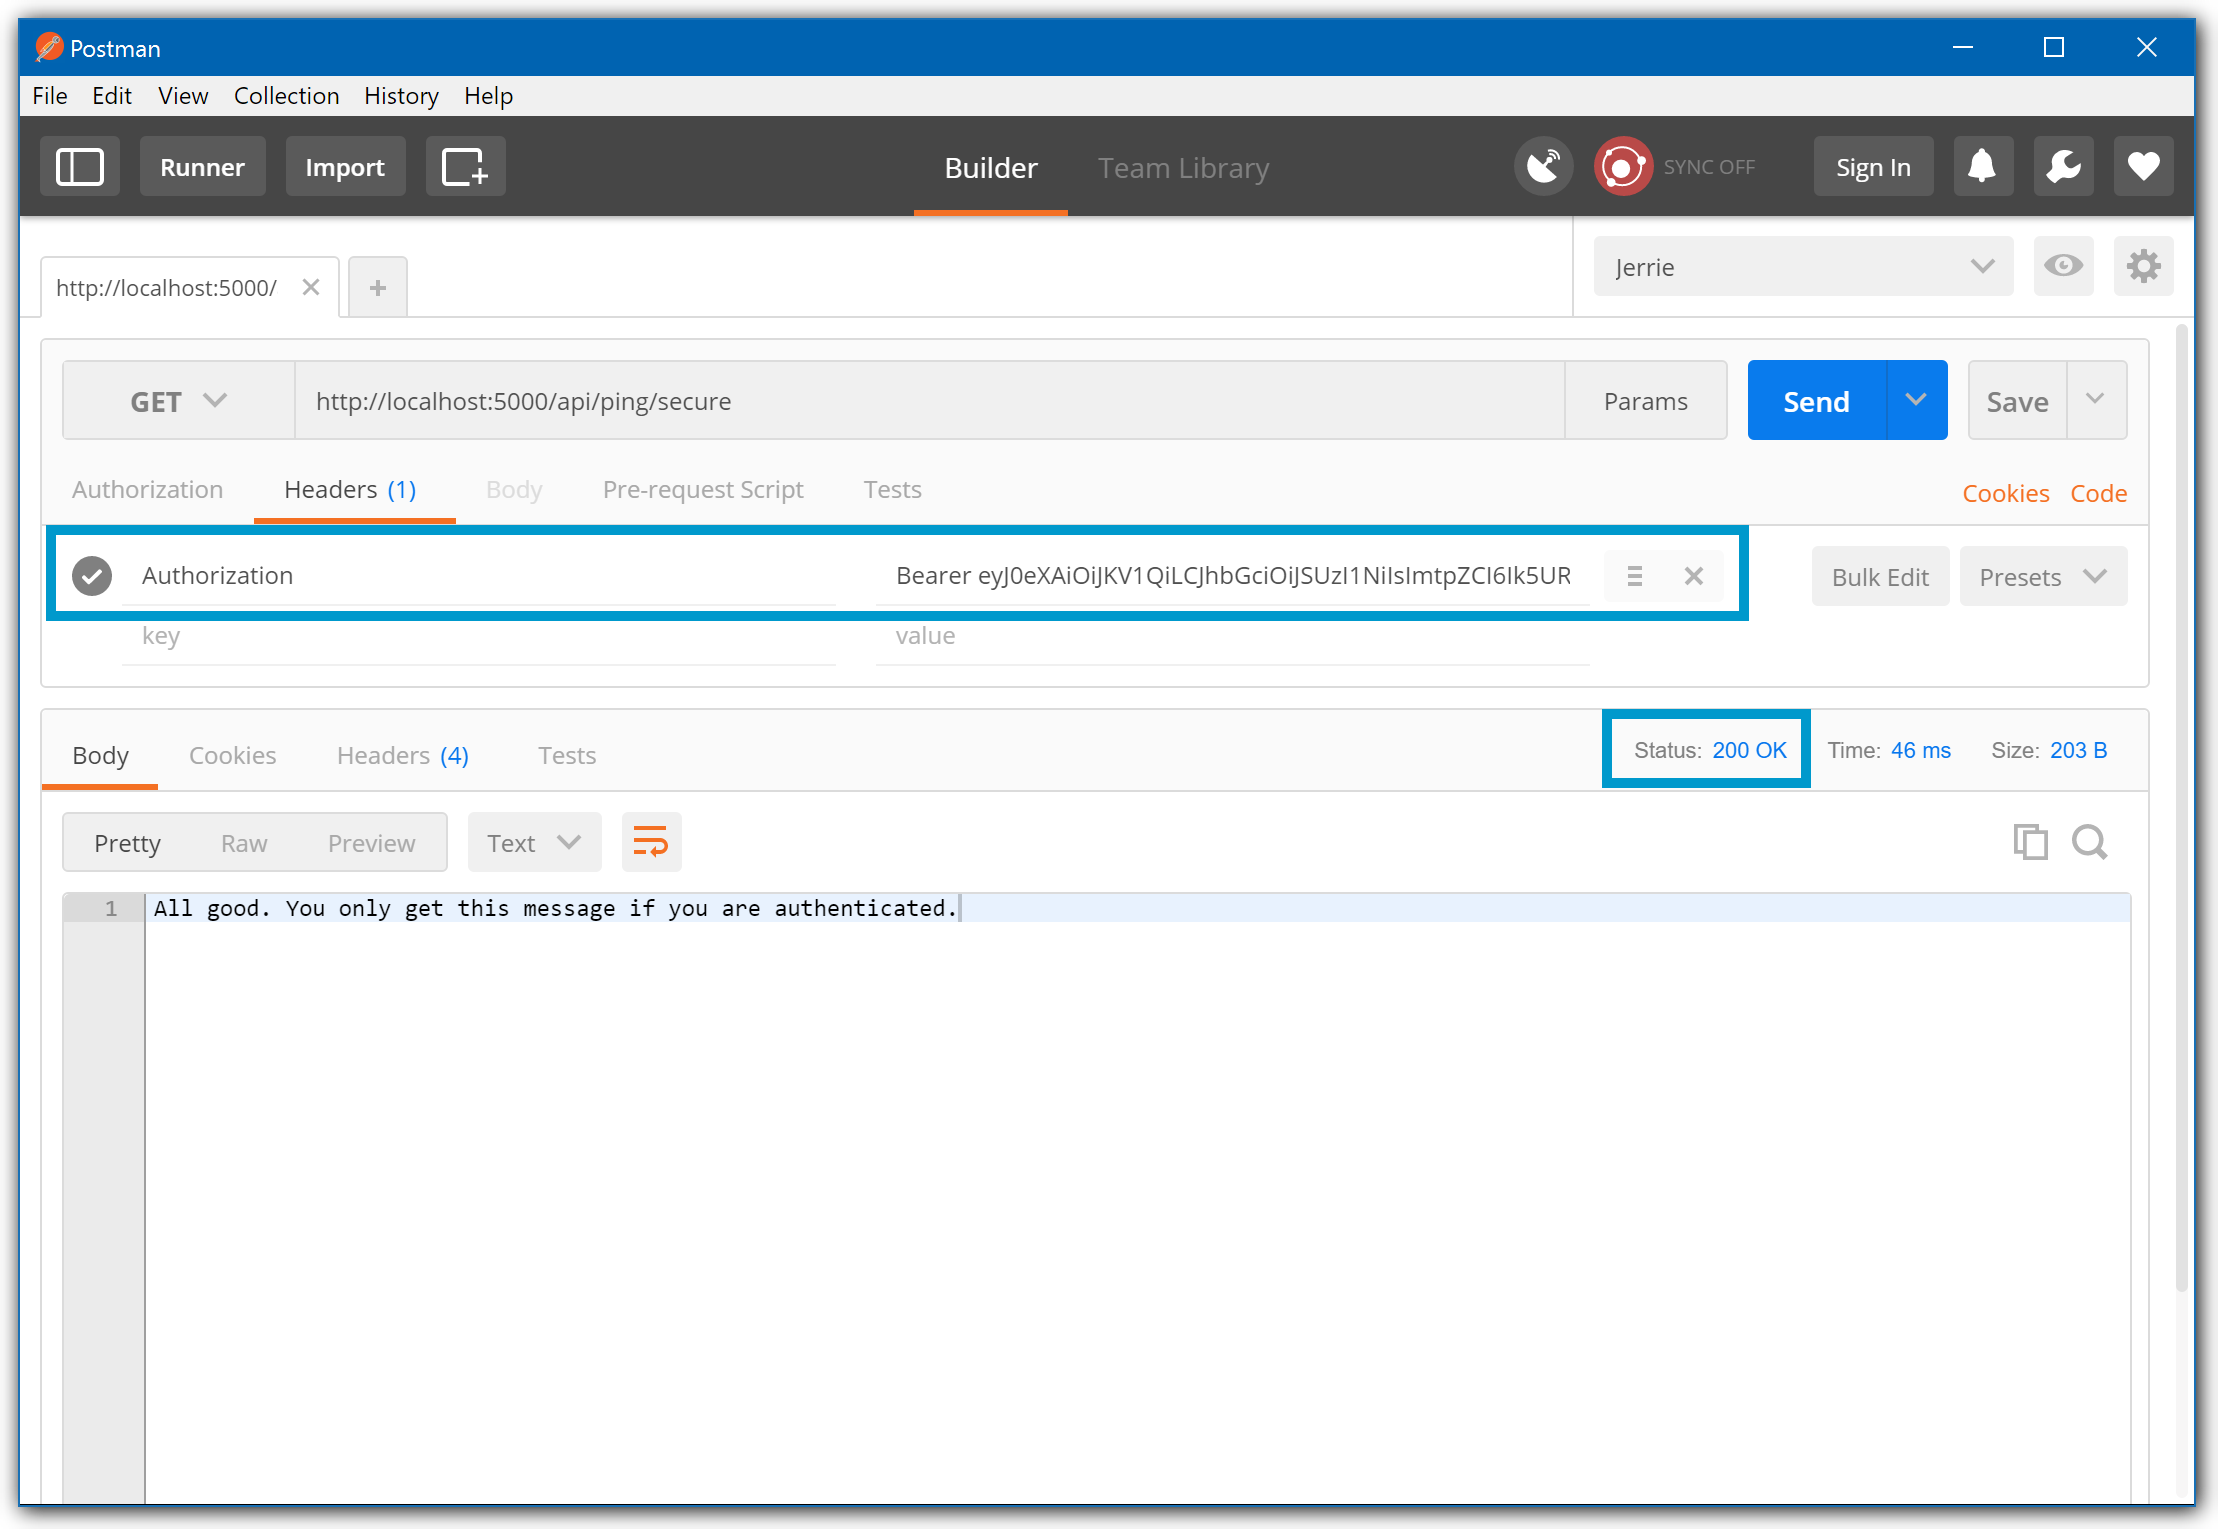 Postman
File Edit View Collection History Help
Runner Import Builder Team Library SYNC OFF Sign In
http://localhost:5000/ Jerrie
GET http://localhost:5000/api/ping/secure Params Send Save
Authorization Headers (1) Body Pre-request Script Tests Cookies Code
Authorization Bearer eyJ0eXAiOiJKV1QiLCJhbGciOiJSUzI1NiIsImtpZCI6Ik5UR Bulk Edit Presets
key value
Body Cookies Headers (4) Tests Status: 200 OK Time: 46 ms Size: 203 B
Pretty Raw Preview Text
1 All good. You only get this message if you are authenticated.